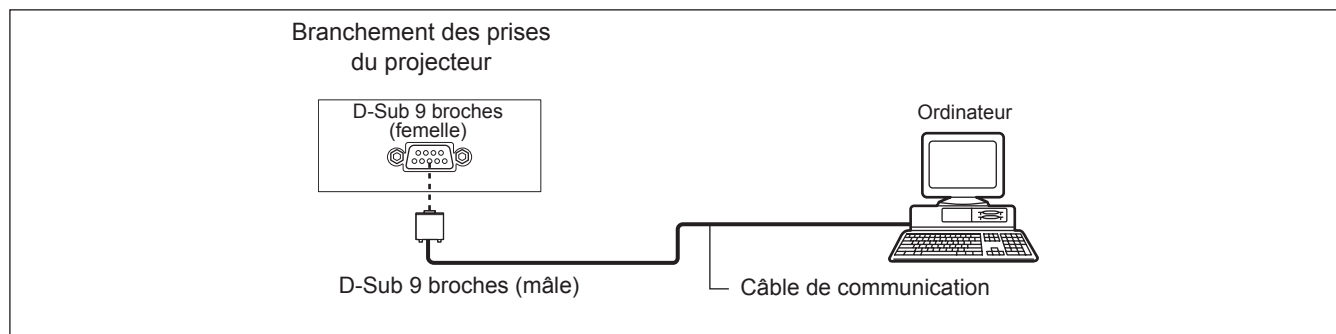 Branchement des prises
du projecteur
D-Sub 9 broches
(femelle)
Ordinateur
D-Sub 9 broches (mâle)
Câble de communication